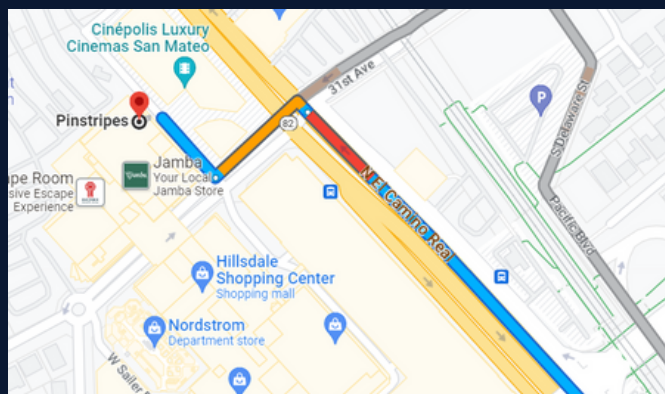 Cinépolis Luxury
Cinemas San Mateo
31st Ave
Pinstripes
82
P
S Delaware St
Jamba
Your Local
Jamba Store
ape Room
sive Escape
Experience
N El Camino Real
Pacific Blvd
Hillsdale
Shopping Center
Shopping mall
Nordstrom
Department store
W Sailer